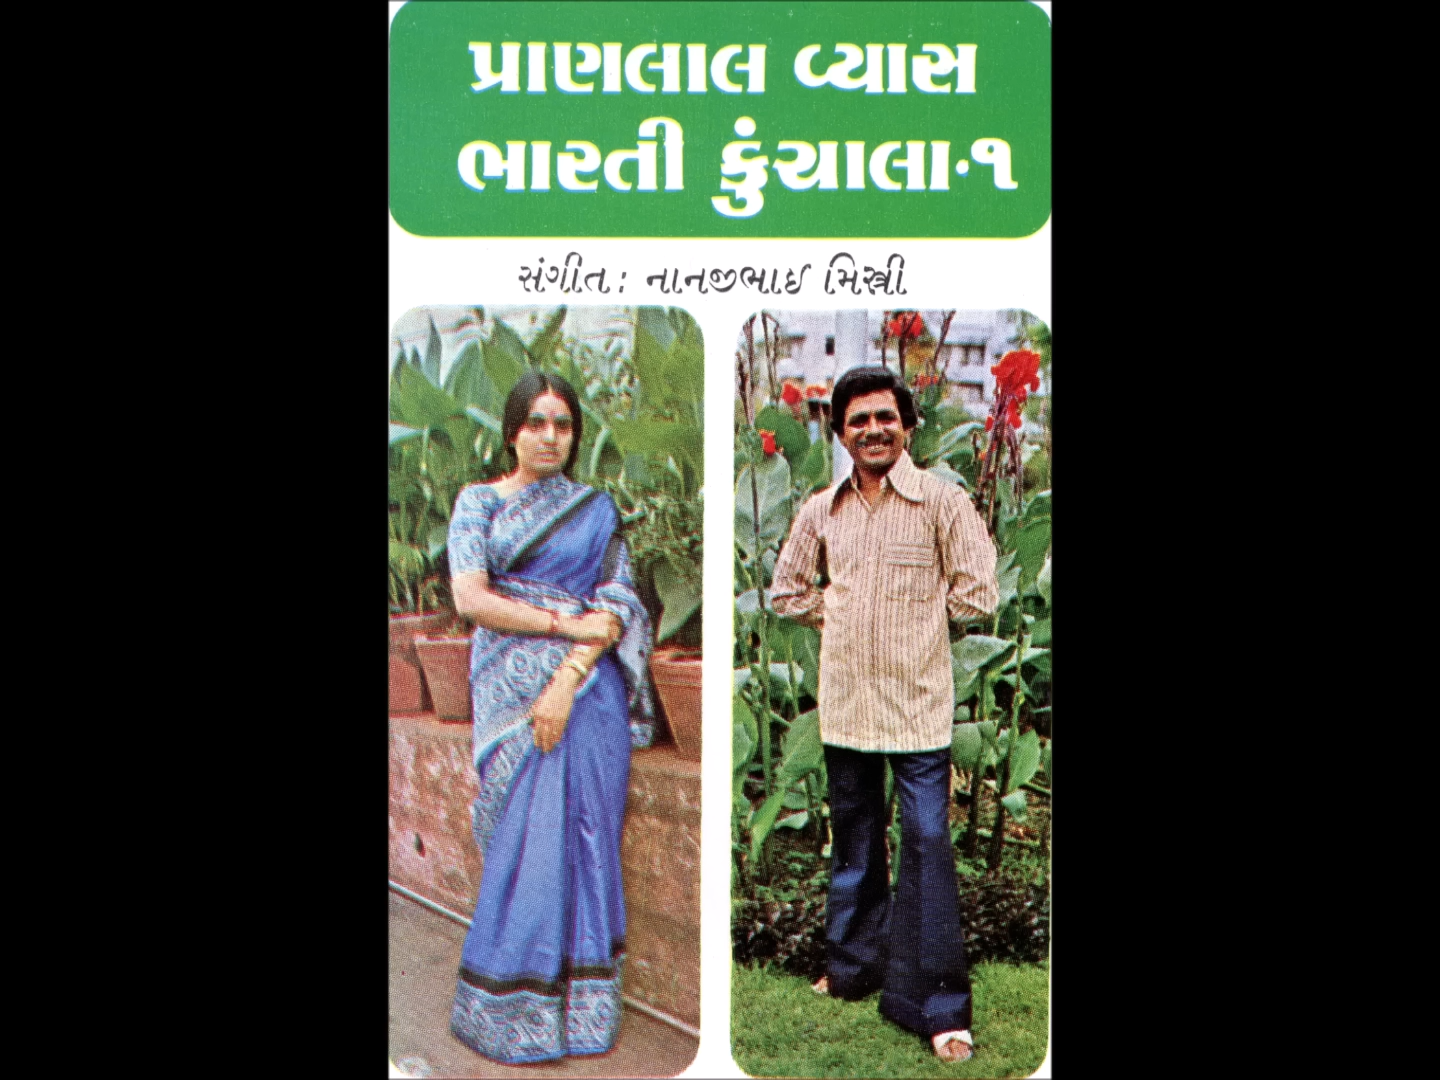 પ્રાણલાલ વ્યાસ
ભારતી કુંચાલા·૧
સંગીત: નાનજીભાઈ મિસ્ત્રી